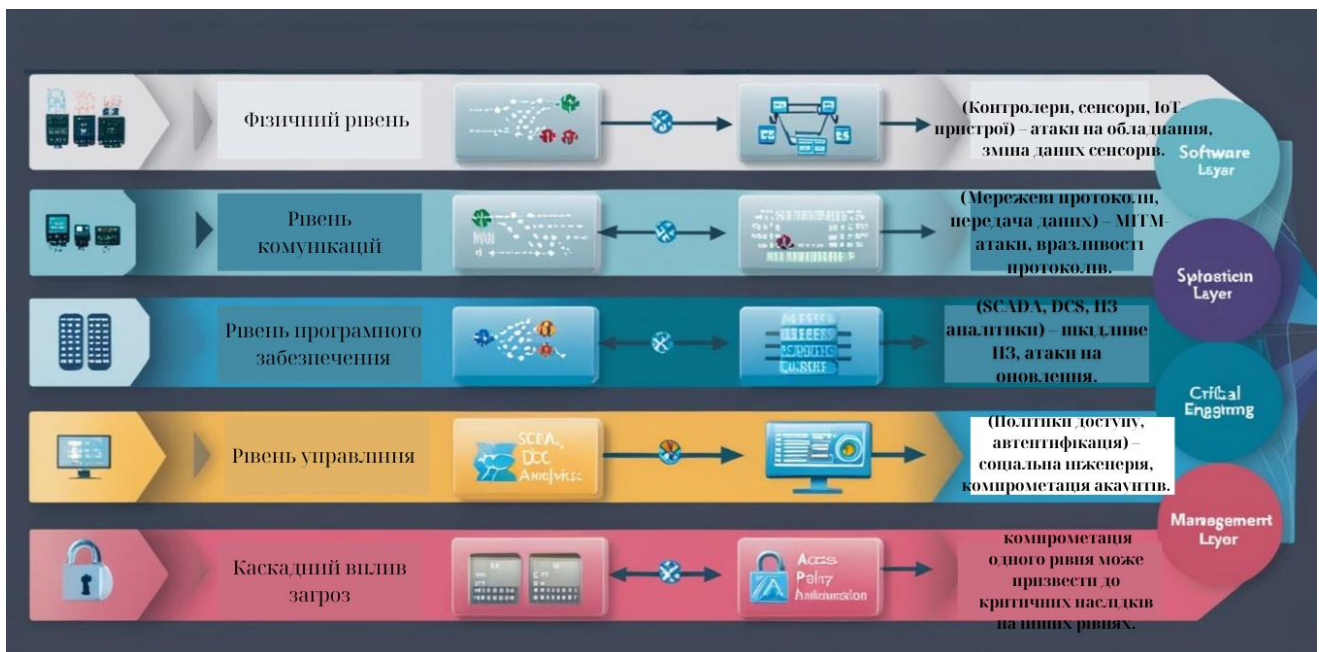 Фізичний рівень
(Контролери, сенсори, ІоТ
пристрої) – атаки на обладнання,
зміна даних сенсорів.
Software
Layer
Рівень
комунікацій
(Мережеві протоколи,
передача даних) – MITM-
атаки, вразливості
протоколів.
Layer
Рівень програмного
забезпечення
(SCADA, DCS, ПЗ
аналітики) – шкідливе
ПЗ, атаки на
оновлення.
Рівень управління
(Політики доступу,
автентифікація) –
соціальна інженерія,
компрометація акаунтів.
Management
Layer
Каскадний вплив
загроз
компрометація
одного рівня може
призвести до
критичних наслідків
на інших рівнях.